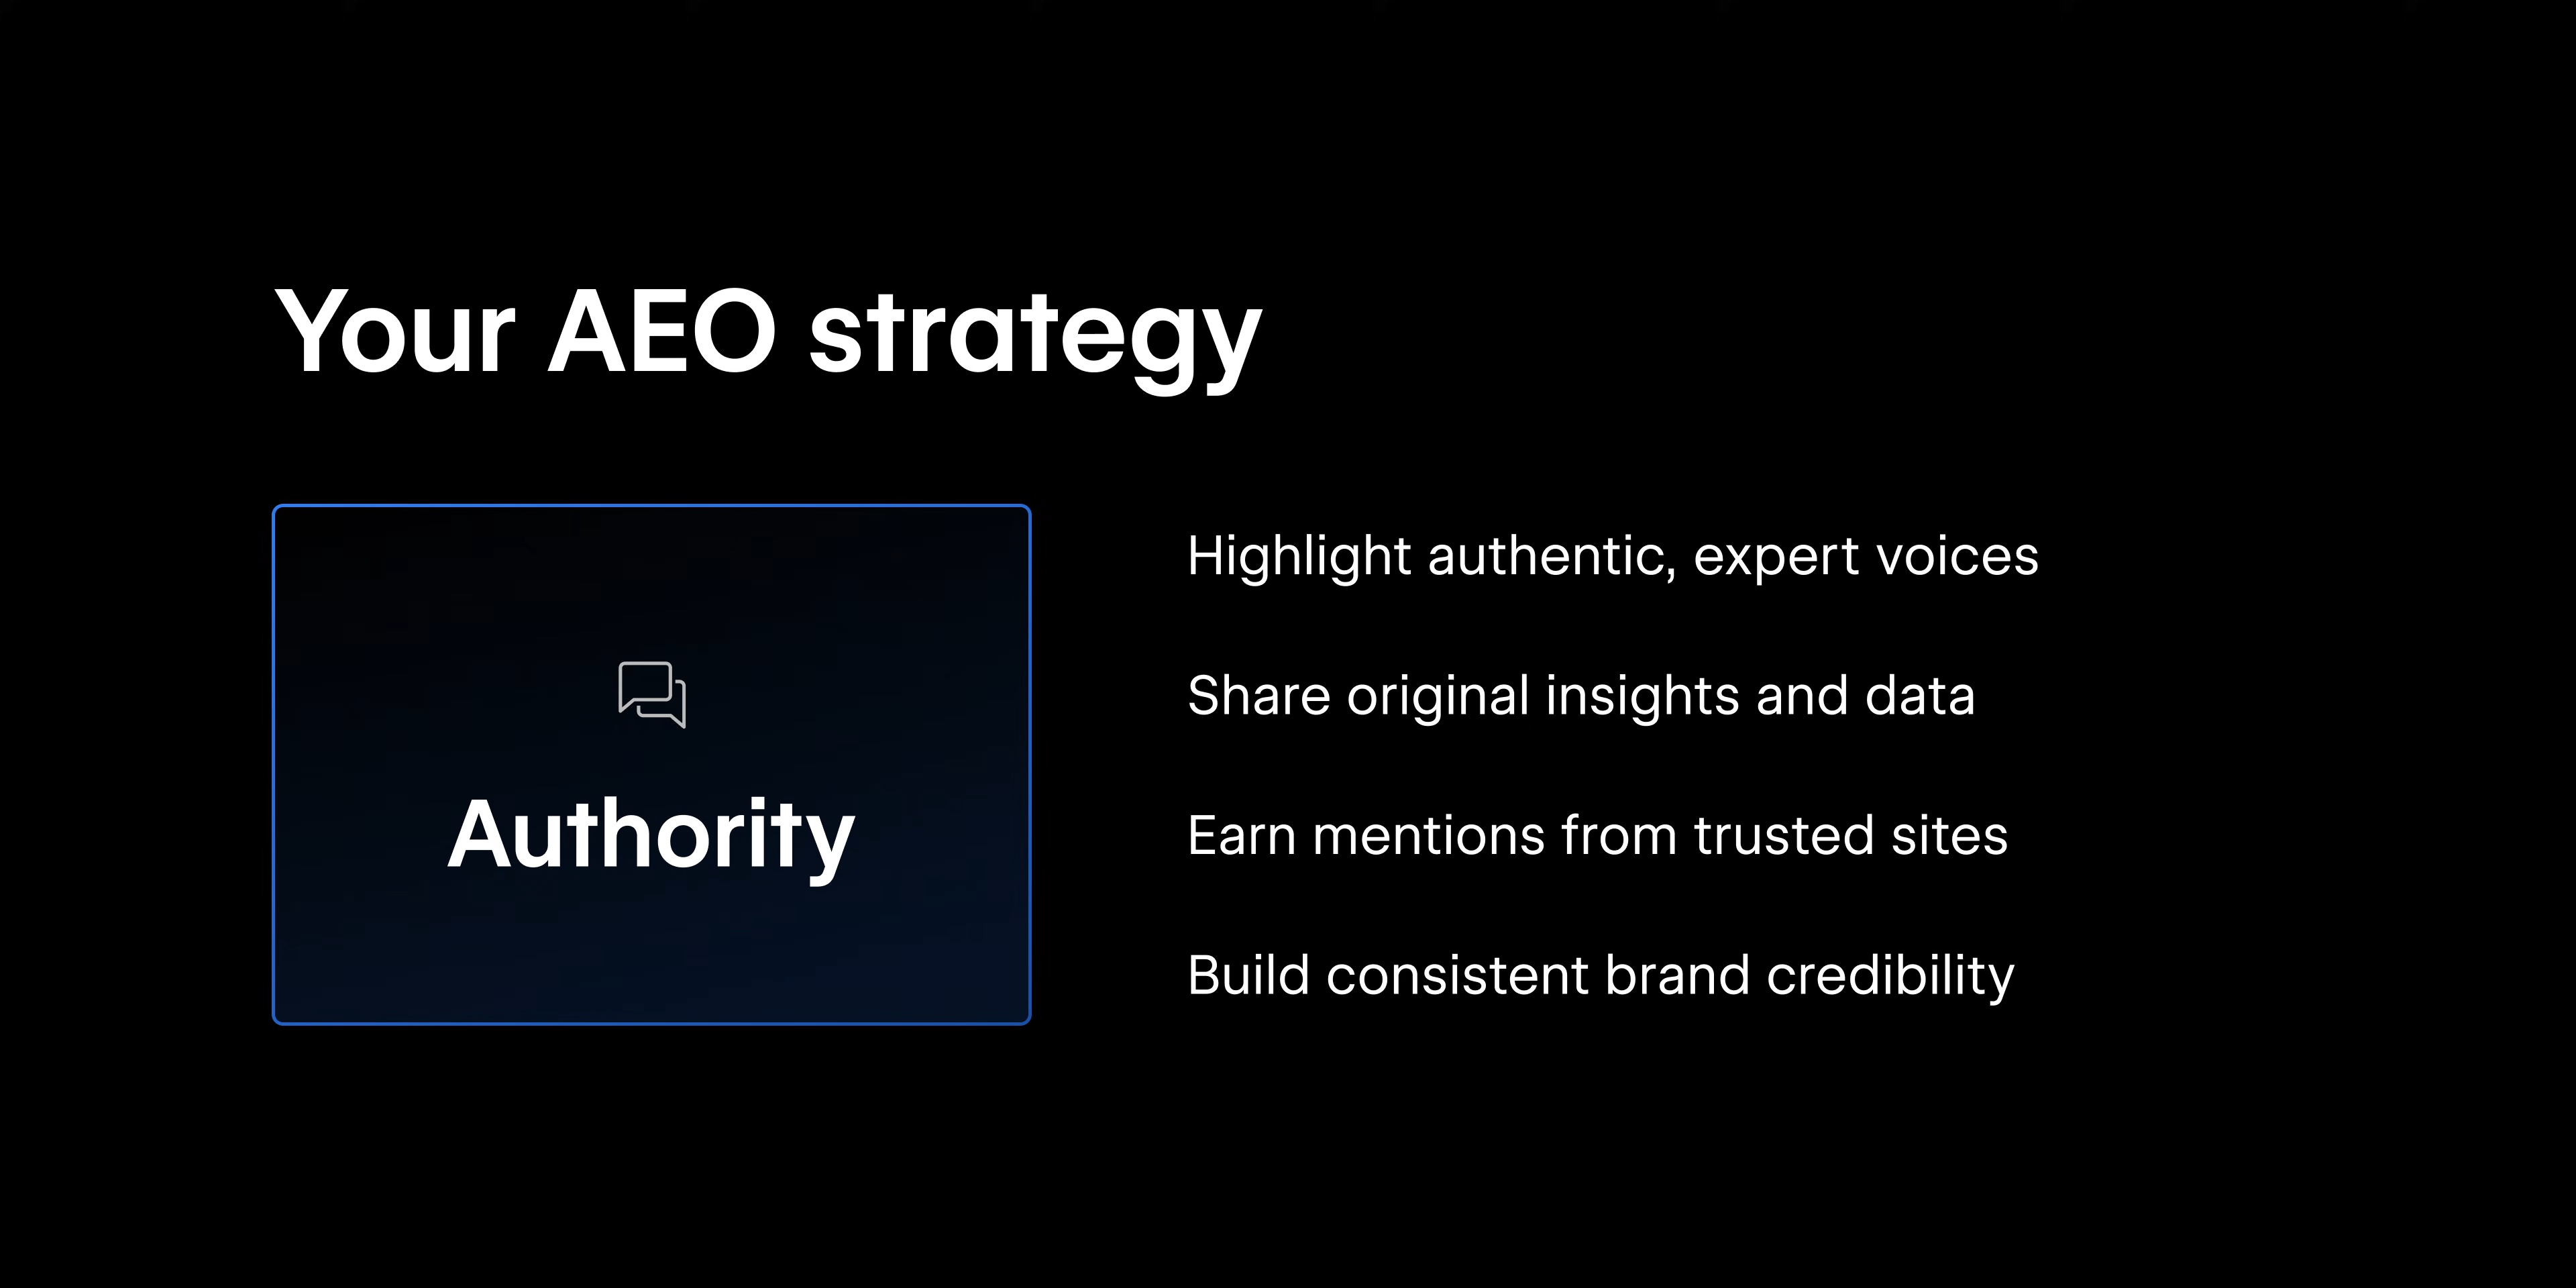 Your AEO strategy
Authority
Highlight authentic, expert voices
Share original insights and data
Earn mentions from trusted sites
Build consistent brand credibility